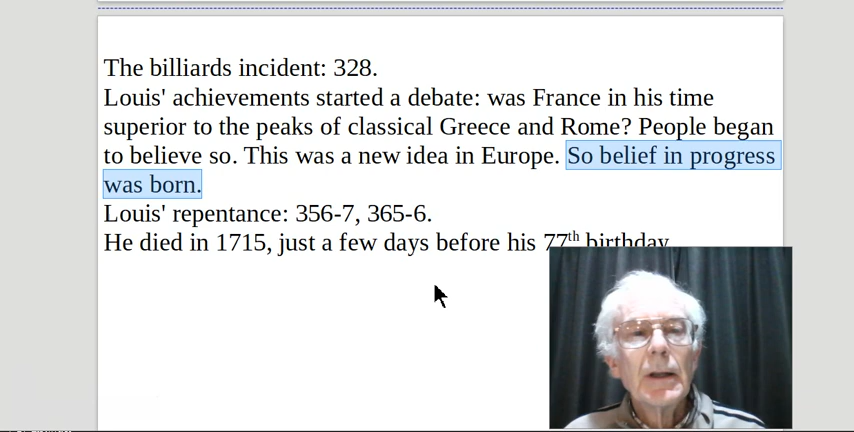 The billiards incident: 328.
Louis' achievements started a debate: was France in his time
superior to the peaks of classical Greece and Rome? People began
to believe so. This was a new idea in Europe. So belief in progress
was born.
Louis' repentance: 356-7, 365-6.
He died in 1715, just a few days before his 77th birthday